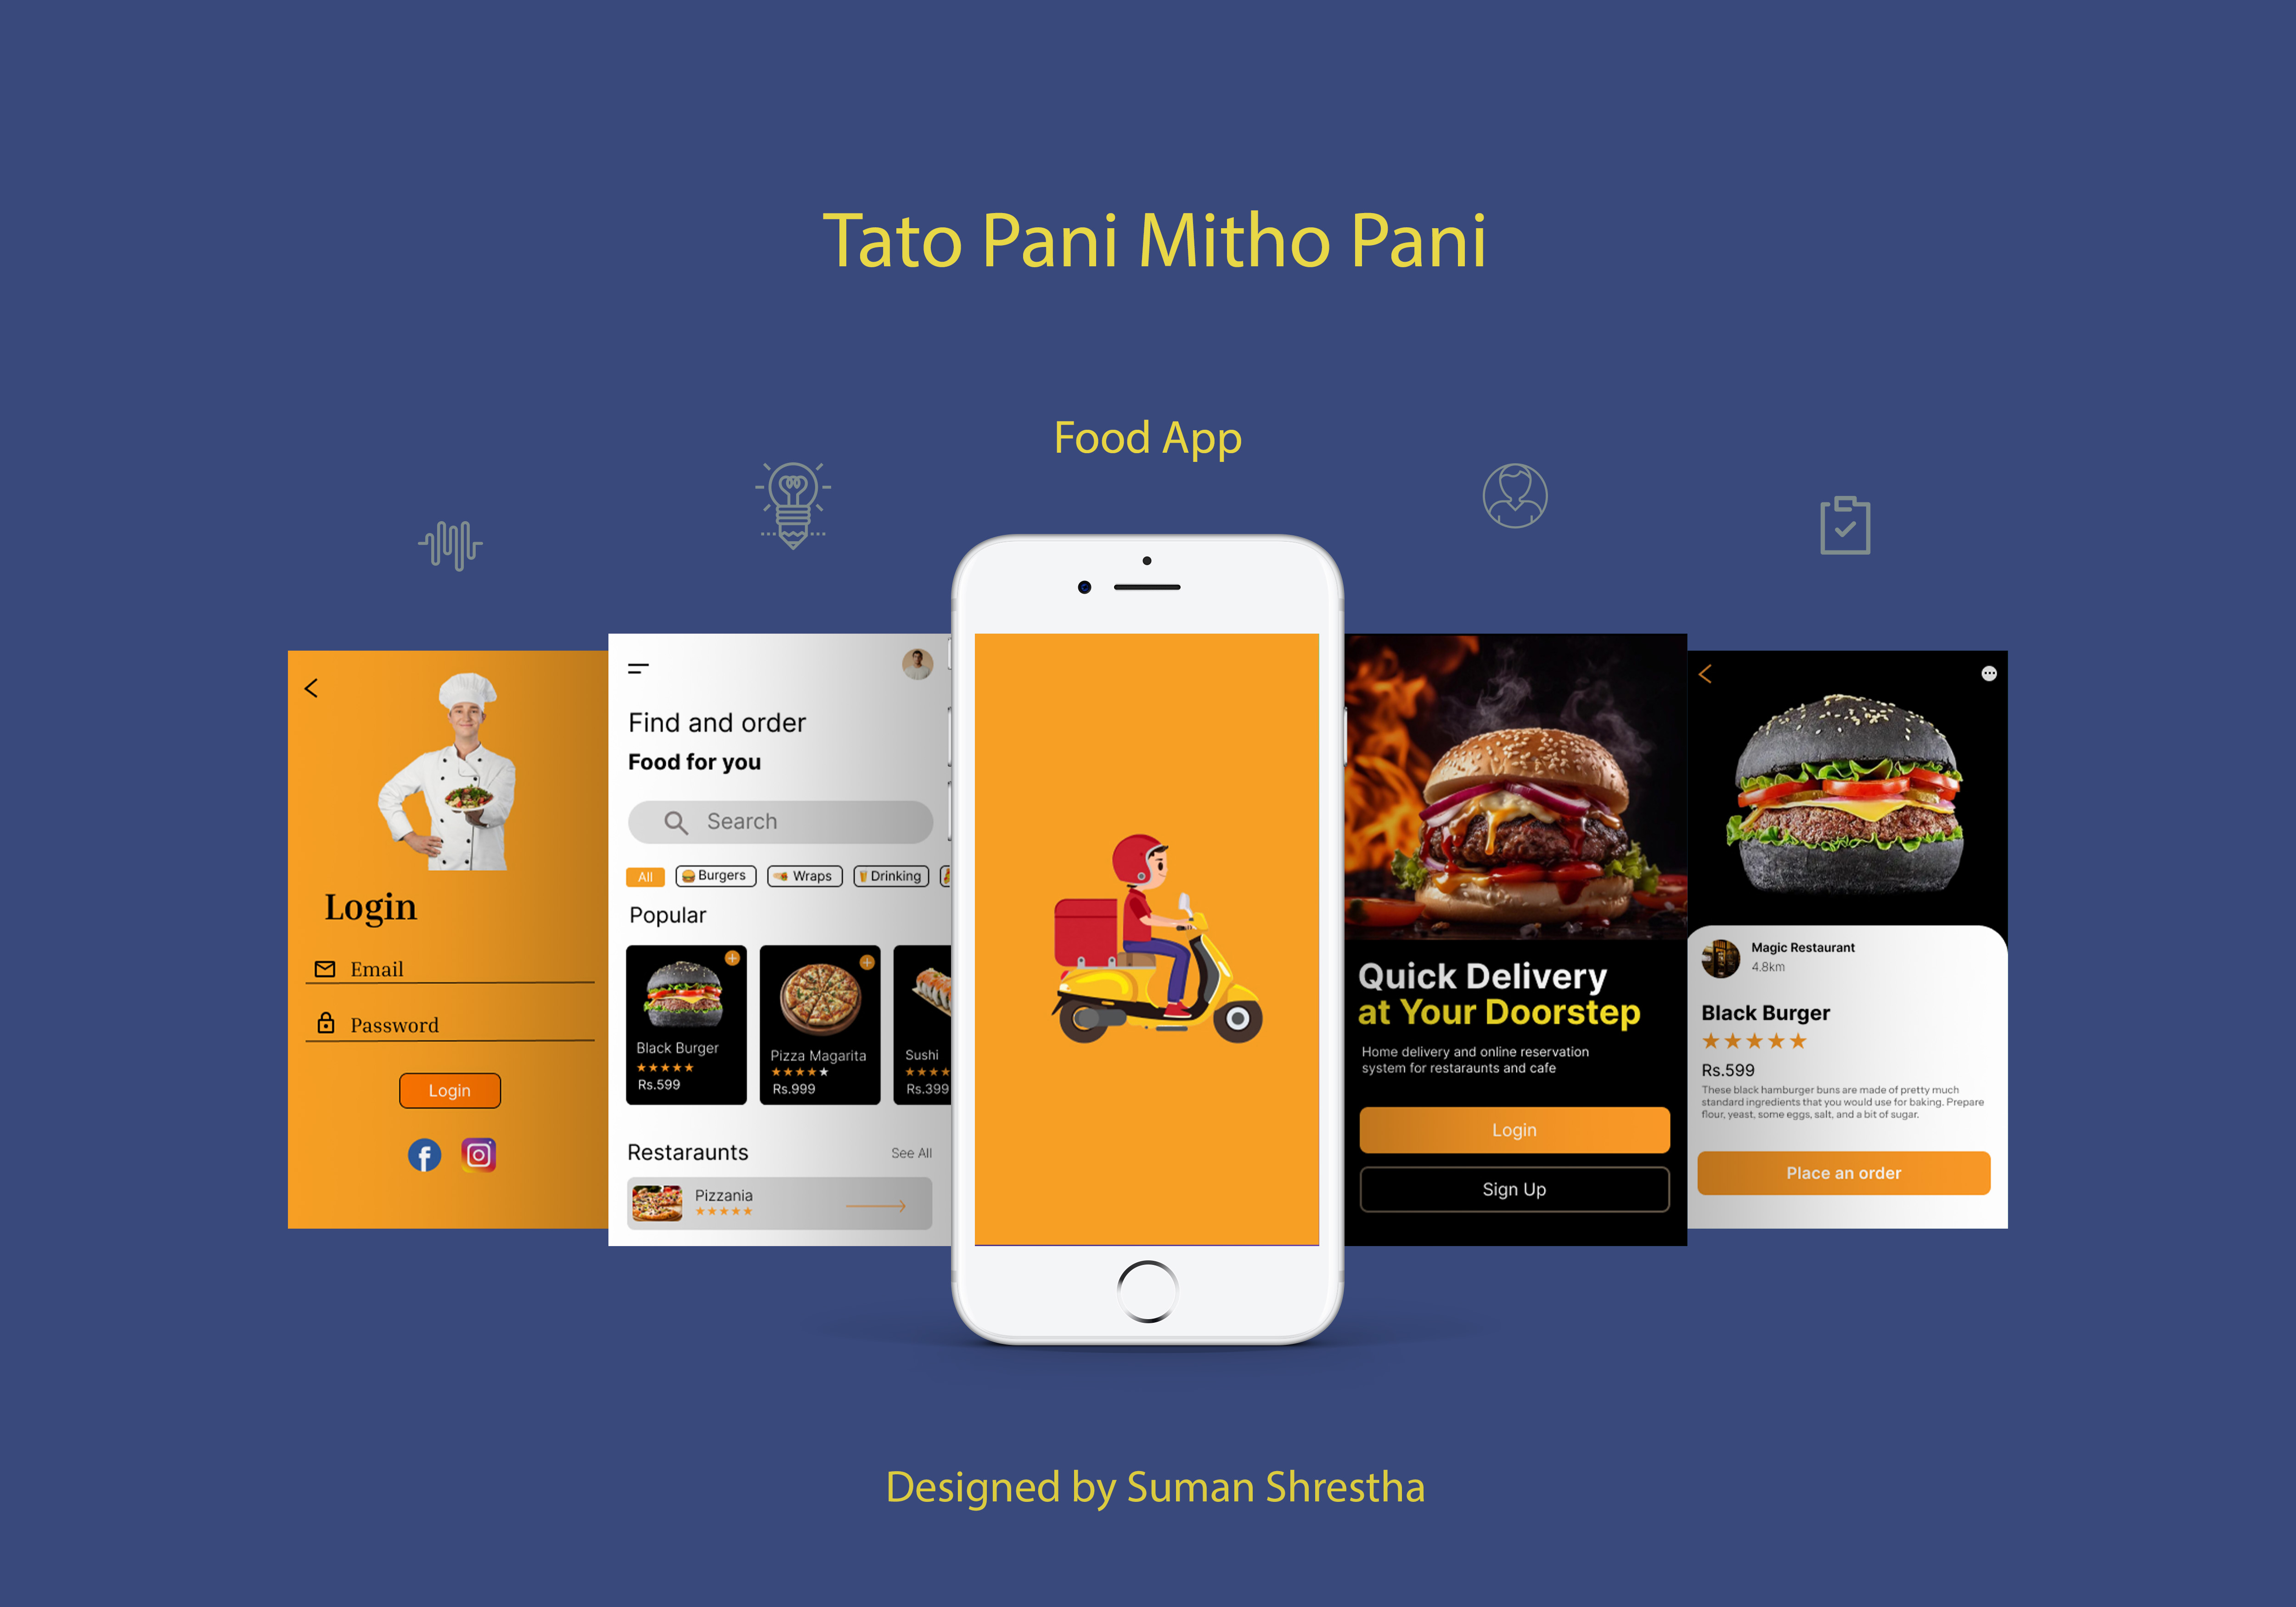 Tato Pani Mitho Pani
Food App
Login
Email
Password
Login
Find and order
Food for you
Search
All
Burgers
Wraps
Drinking
Popular
Black Burger
Rs.599
Pizza Magarita
Rs.999
Sushi
Rs.399
Restaraunts
See All
Pizzania
Quick Delivery
at Your Doorstep
Home delivery and online reservation
system for restaraunts and cafe
Login
Sign Up
Magic Restaurant
4.8km
Black Burger
Rs.599
These black hamburger buns are made of pretty much
standard ingredients that you would use for baking. Prepare
flour, yeast, some eggs, salt, and a bit of sugar.
Place an order
Designed by Suman Shrestha